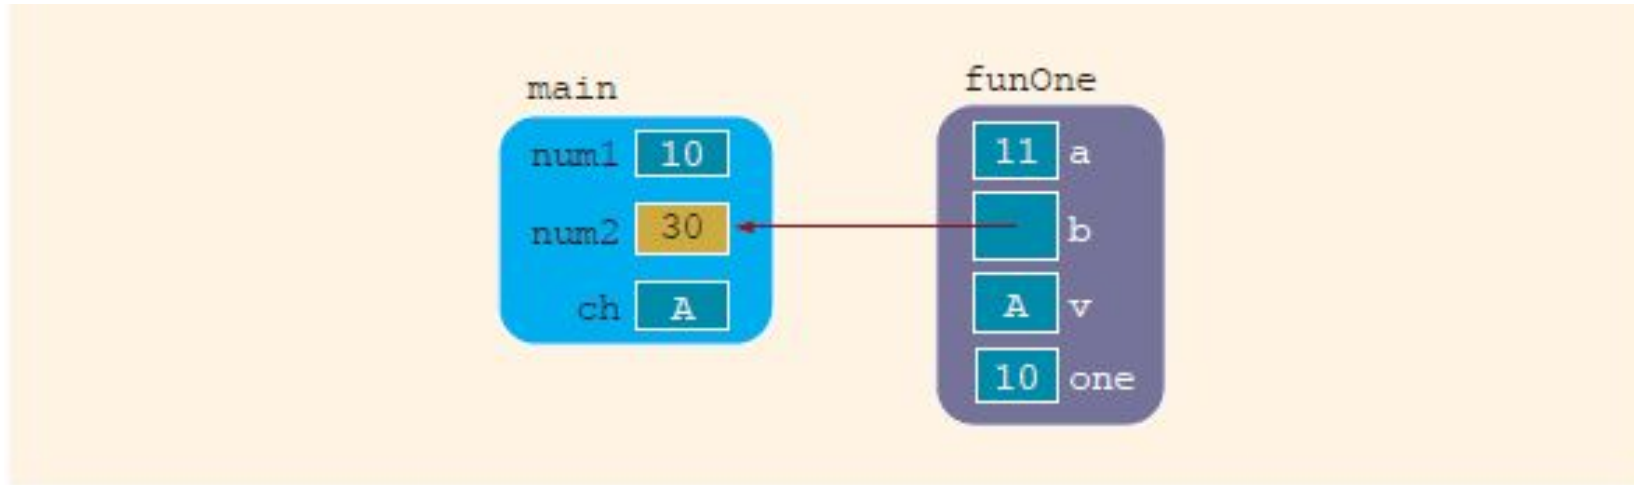 main
num1 10
num2 30
ch A
funOne
11 a
b
A v
10 one